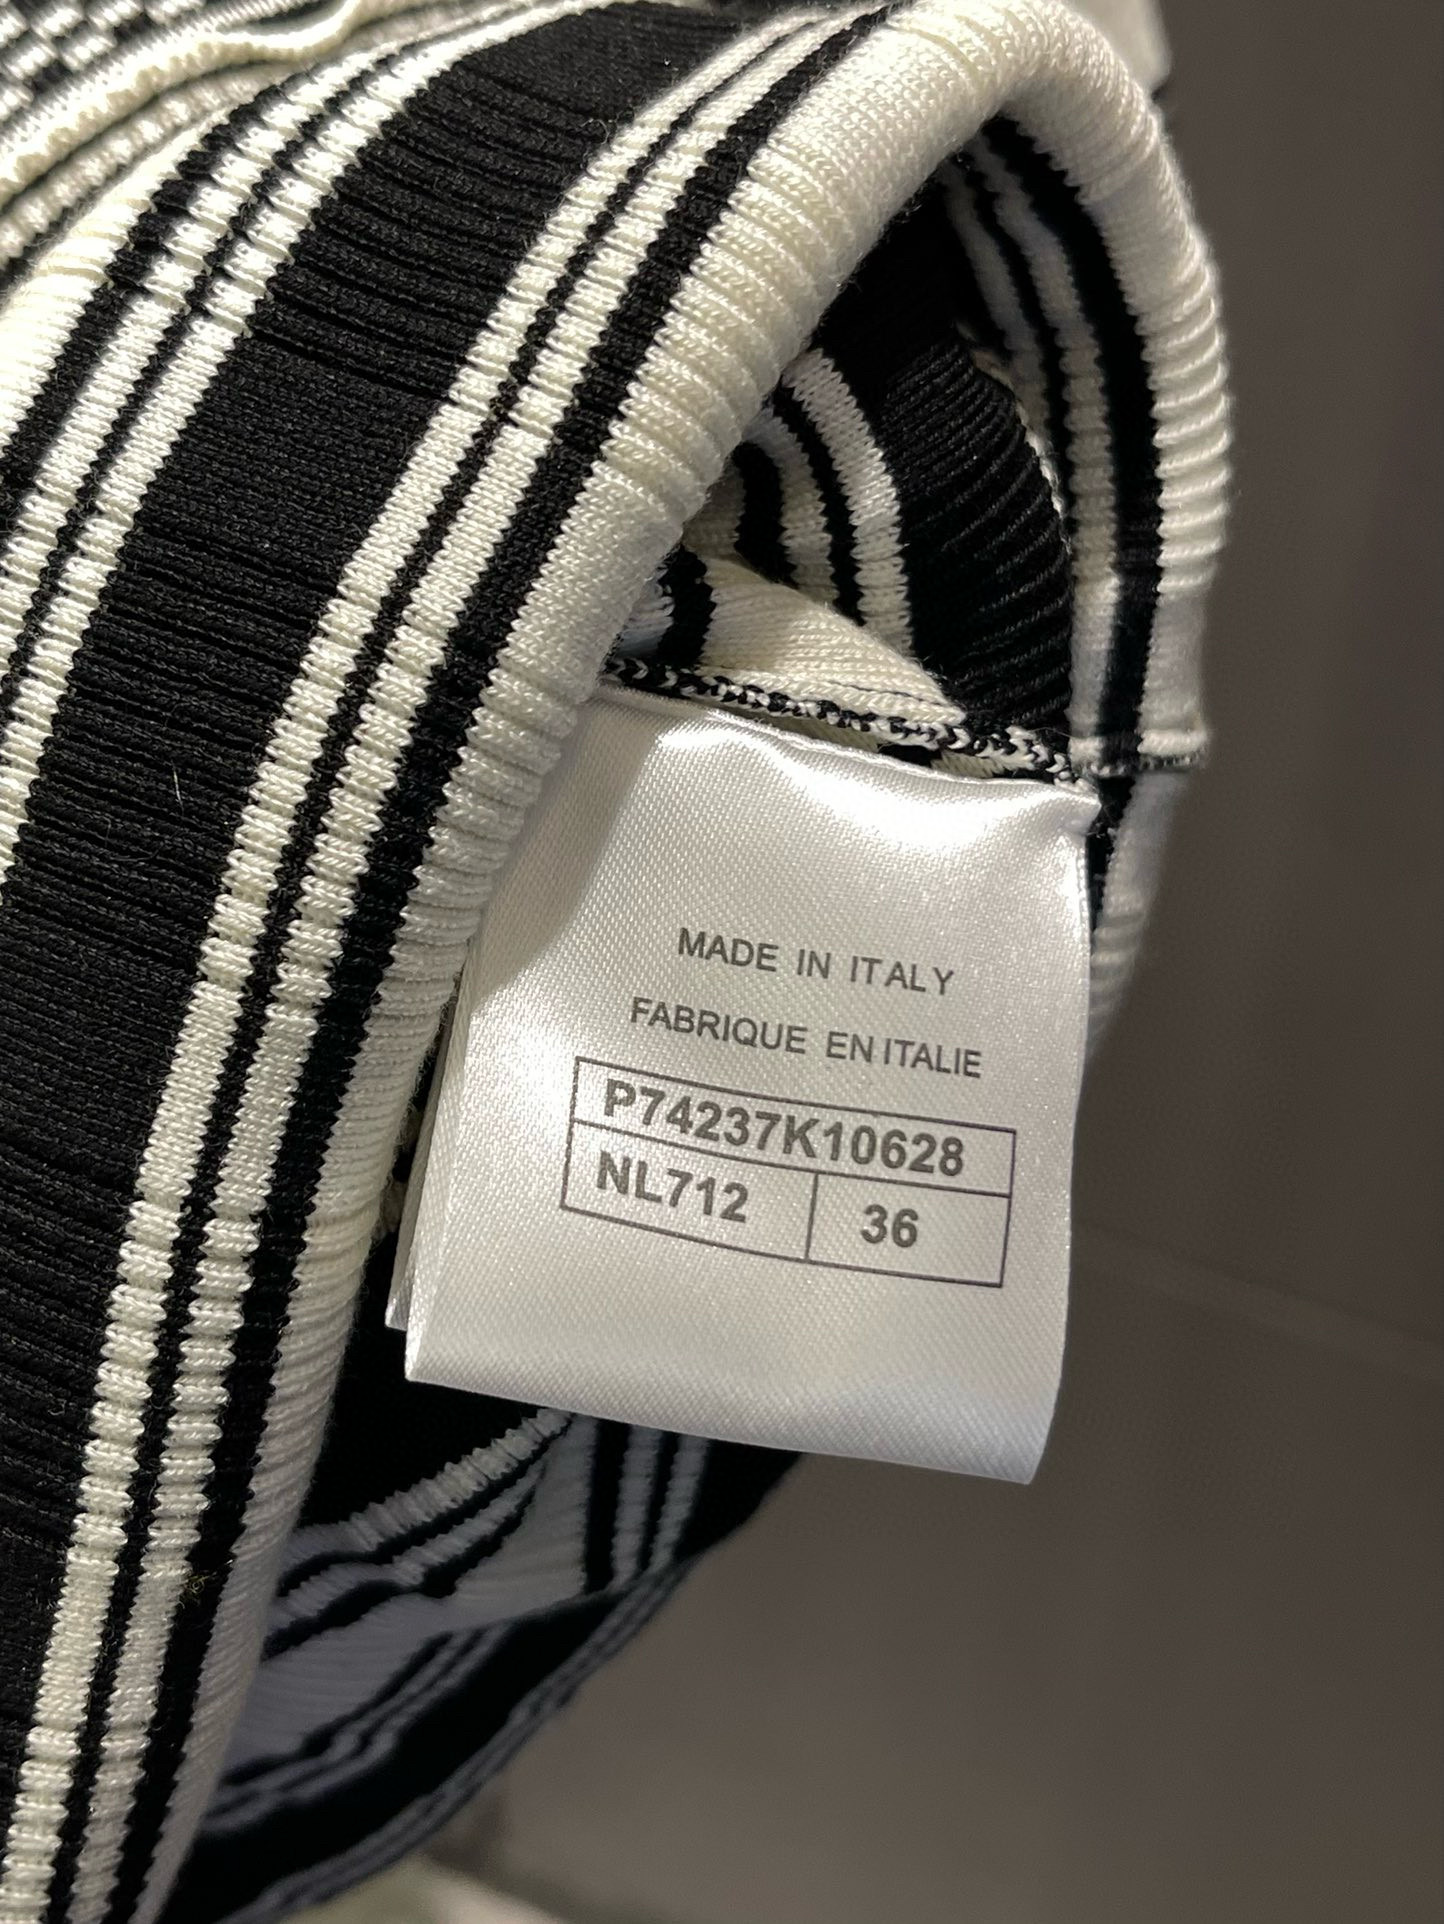 MADE IN ITALY
FABRIQUE EN ITALIE
P74237K10628
NL712 36